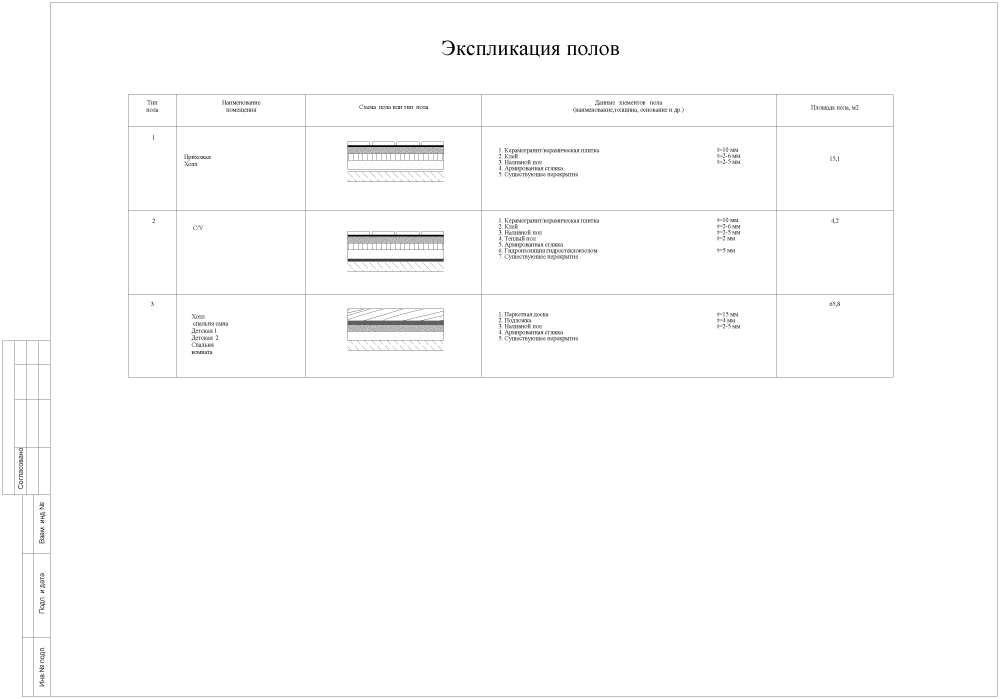 Экспликация полов
Тип
пола
Наименование
помещения
Схема пола или тип пола
Данные элементов пола
(наименование,толщина, основание и др.)
Площадь пола, м2
1
Прихожая
Холл
1. Керамогранит/керамическая плитка t=10 мм
2. Клей t=2-6 мм
3. Наливной пол t=2-5 мм
4. Армированная стяжка
5. Существующее перекрытие
15,1
2
С/У
1. Керамогранит/керамическая плитка t=10 мм
2. Клей t=2-6 мм
3. Наливной пол t=2-5 мм
4. Теплый пол t=2 мм
5. Армированная стяжка
6. Гидроизоляция гидростеклоизолом t=5 мм
7. Существующее перекрытие
4,2
3
Холл
спальня сына
Детская 1
Детская 2
Спальня
комната
1. Паркетная доска t=15 мм
2. Подложка t=4 мм
3. Наливной пол t=2-5 мм
4. Армированная стяжка
5. Существующее перекрытие
65,8
Согласовано
Взам. инд.№
Подп. и дата
Инв.№ подп.